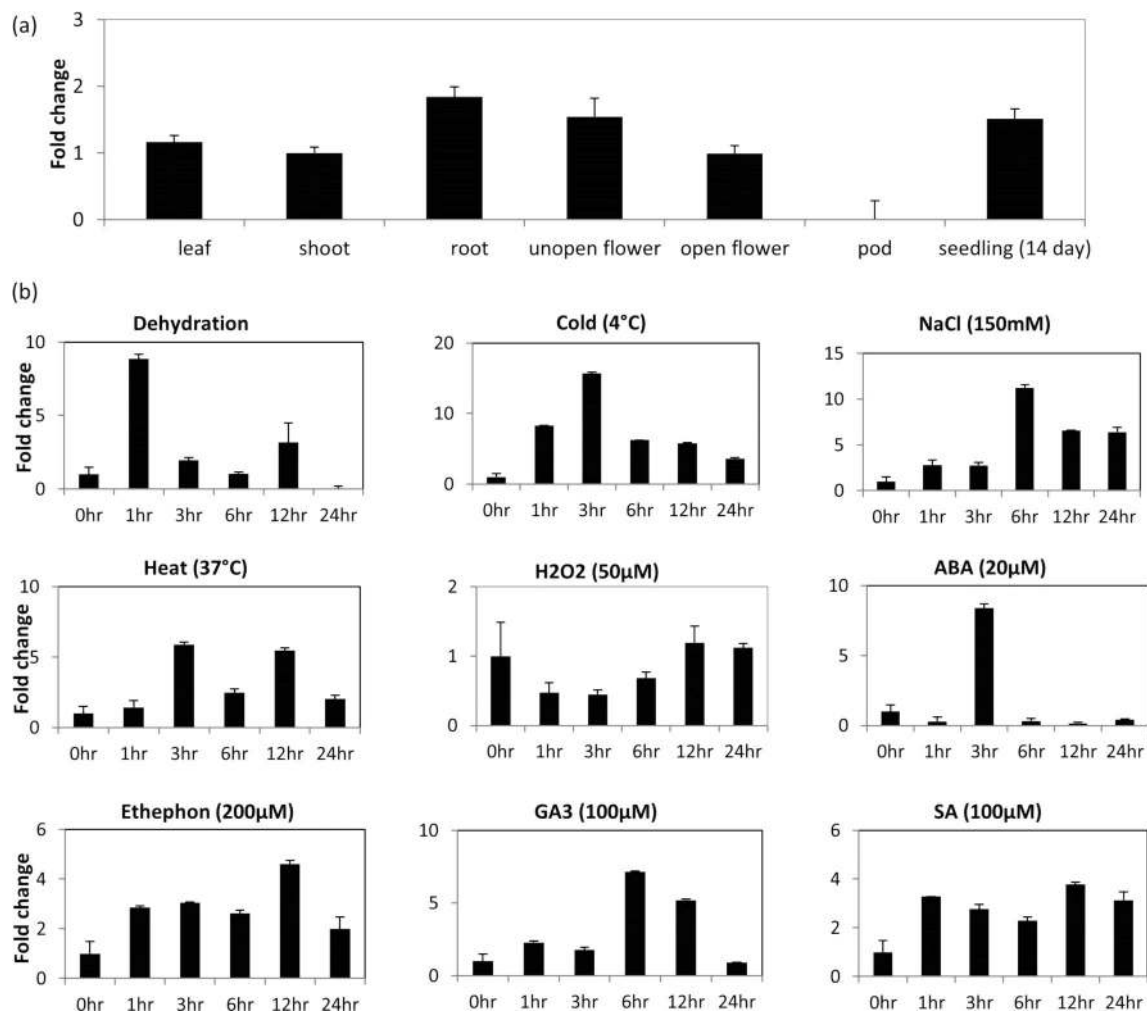 (a)
Fold change
3
2
1
0
leaf shoot root unopen flower open flower pod seedling (14 day)
(b)
Dehydration
Fold change
10
5
0
0hr 1hr 3hr 6hr 12hr 24hr
Cold (4°C)
20
10
0
0hr 1hr 3hr 6hr 12hr 24hr
NaCl (150mM)
15
10
5
0
0hr 1hr 3hr 6hr 12hr 24hr
Heat (37°C)
Fold change
10
5
0
0hr 1hr 3hr 6hr 12hr 24hr
H2O2 (50μM)
2
1
0
0hr 1hr 3hr 6hr 12hr 24hr
ABA (20μM)
10
5
0
0hr 1hr 3hr 6hr 12hr 24hr
Ethephon (200μM)
Fold change
6
4
2
0
0hr 1hr 3hr 6hr 12hr 24hr
GA3 (100μM)
10
5
0
0hr 1hr 3hr 6hr 12hr 24hr
SA (100μM)
6
4
2
0
0hr 1hr 3hr 6hr 12hr 24hr